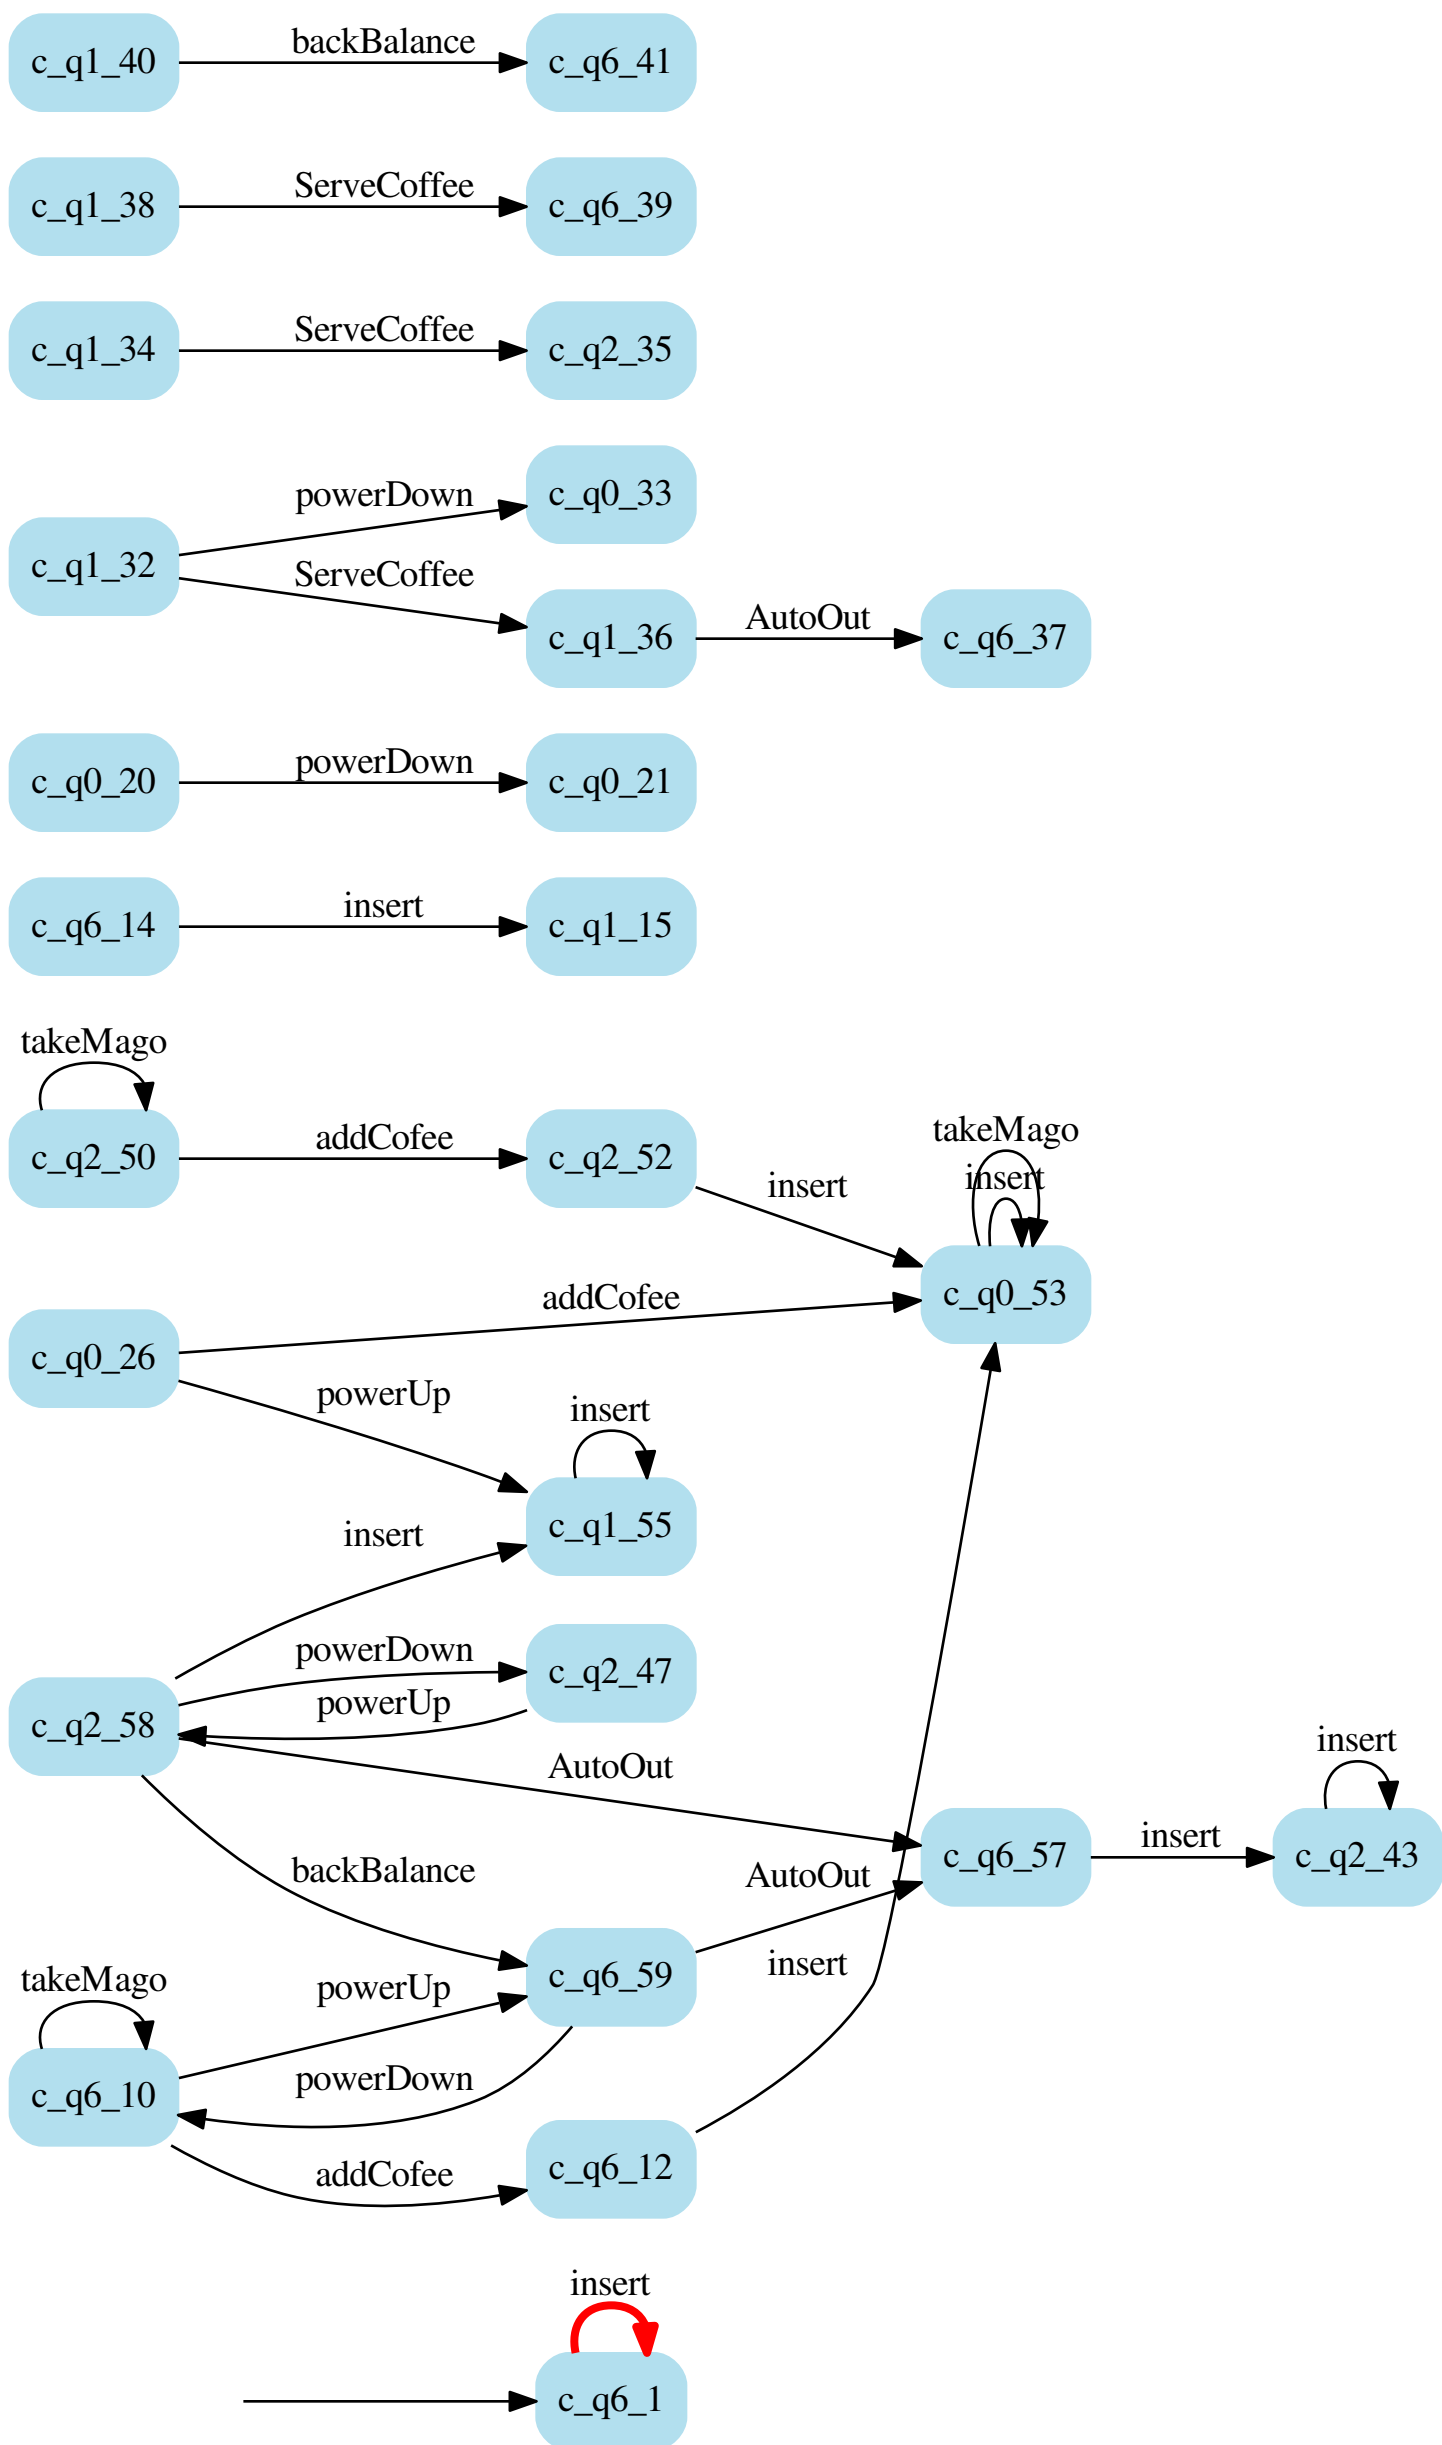 c_q1_40 backBalance c_q6_41
c_q1_38 ServeCoffee c_q6_39
c_q1_34 ServeCoffee c_q2_35
c_q0_33
powerDown
c_q1_32
ServeCoffee
c_q1_36 AutoOut c_q6_37
c_q0_20 powerDown c_q0_21
c_q6_14 insert c_q1_15
takeMago
c_q2_50 addCofee c_q2_52
takeMago
insert
insert
c_q0_53
addCofee
c_q0_26
powerUp
insert
c_q1_55
insert
powerDown
c_q2_47
powerUp
c_q2_58
AutoOut
insert
c_q6_57 insert c_q2_43
backBalance
AutoOut
insert
c_q6_59
takeMago
powerUp
c_q6_10
powerDown
addCofee
c_q6_12
insert
c_q6_1